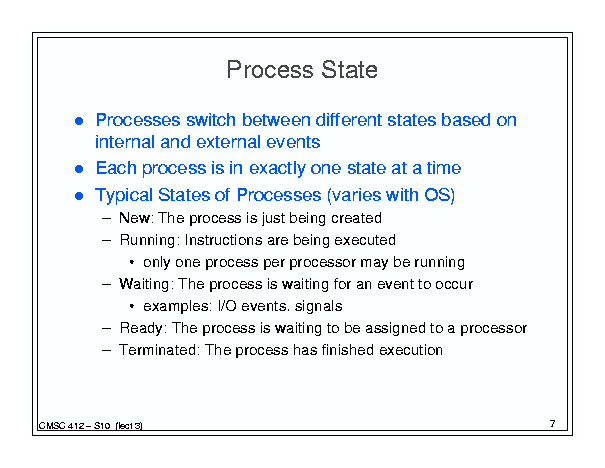 Process State
● Processes switch between different states based on
internal and external events
● Each process is in exactly one state at a time
● Typical States of Processes (varies with OS)
– New: The process is just being created
– Running: Instructions are being executed
• only one process per processor may be running
– Waiting: The process is waiting for an event to occur
• examples: I/O events. signals
– Ready: The process is waiting to be assigned to a processor
– Terminated: The process has finished execution
CMSC 412 – S10 (lect 3)
7